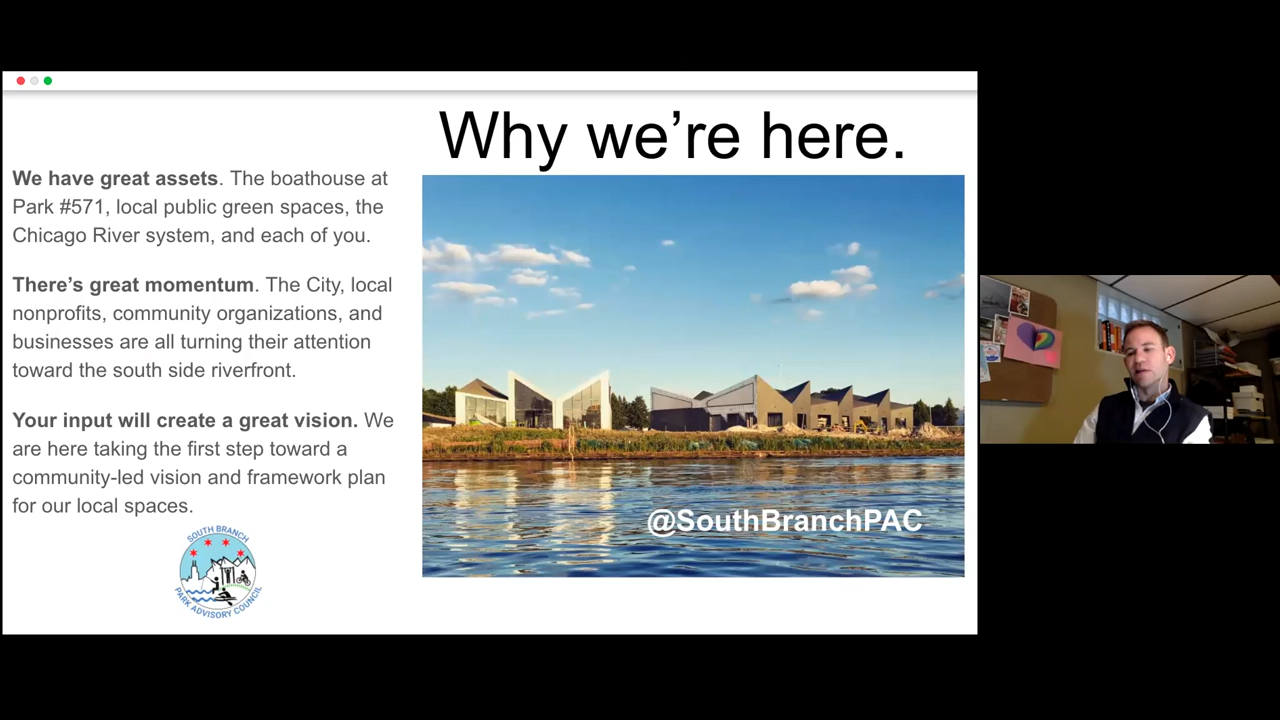 Why we’re here.
We have great assets. The boathouse at
Park #571, local public green spaces, the
Chicago River system, and each of you.
There’s great momentum. The City, local
nonprofits, community organizations, and
businesses are all turning their attention
toward the south side riverfront.
Your input will create a great vision. We
are here taking the first step toward a
community-led vision and framework plan
for our local spaces.
@SouthBranchPAC
SOUTH BRANCH
PARK ADVISORY COUNCIL